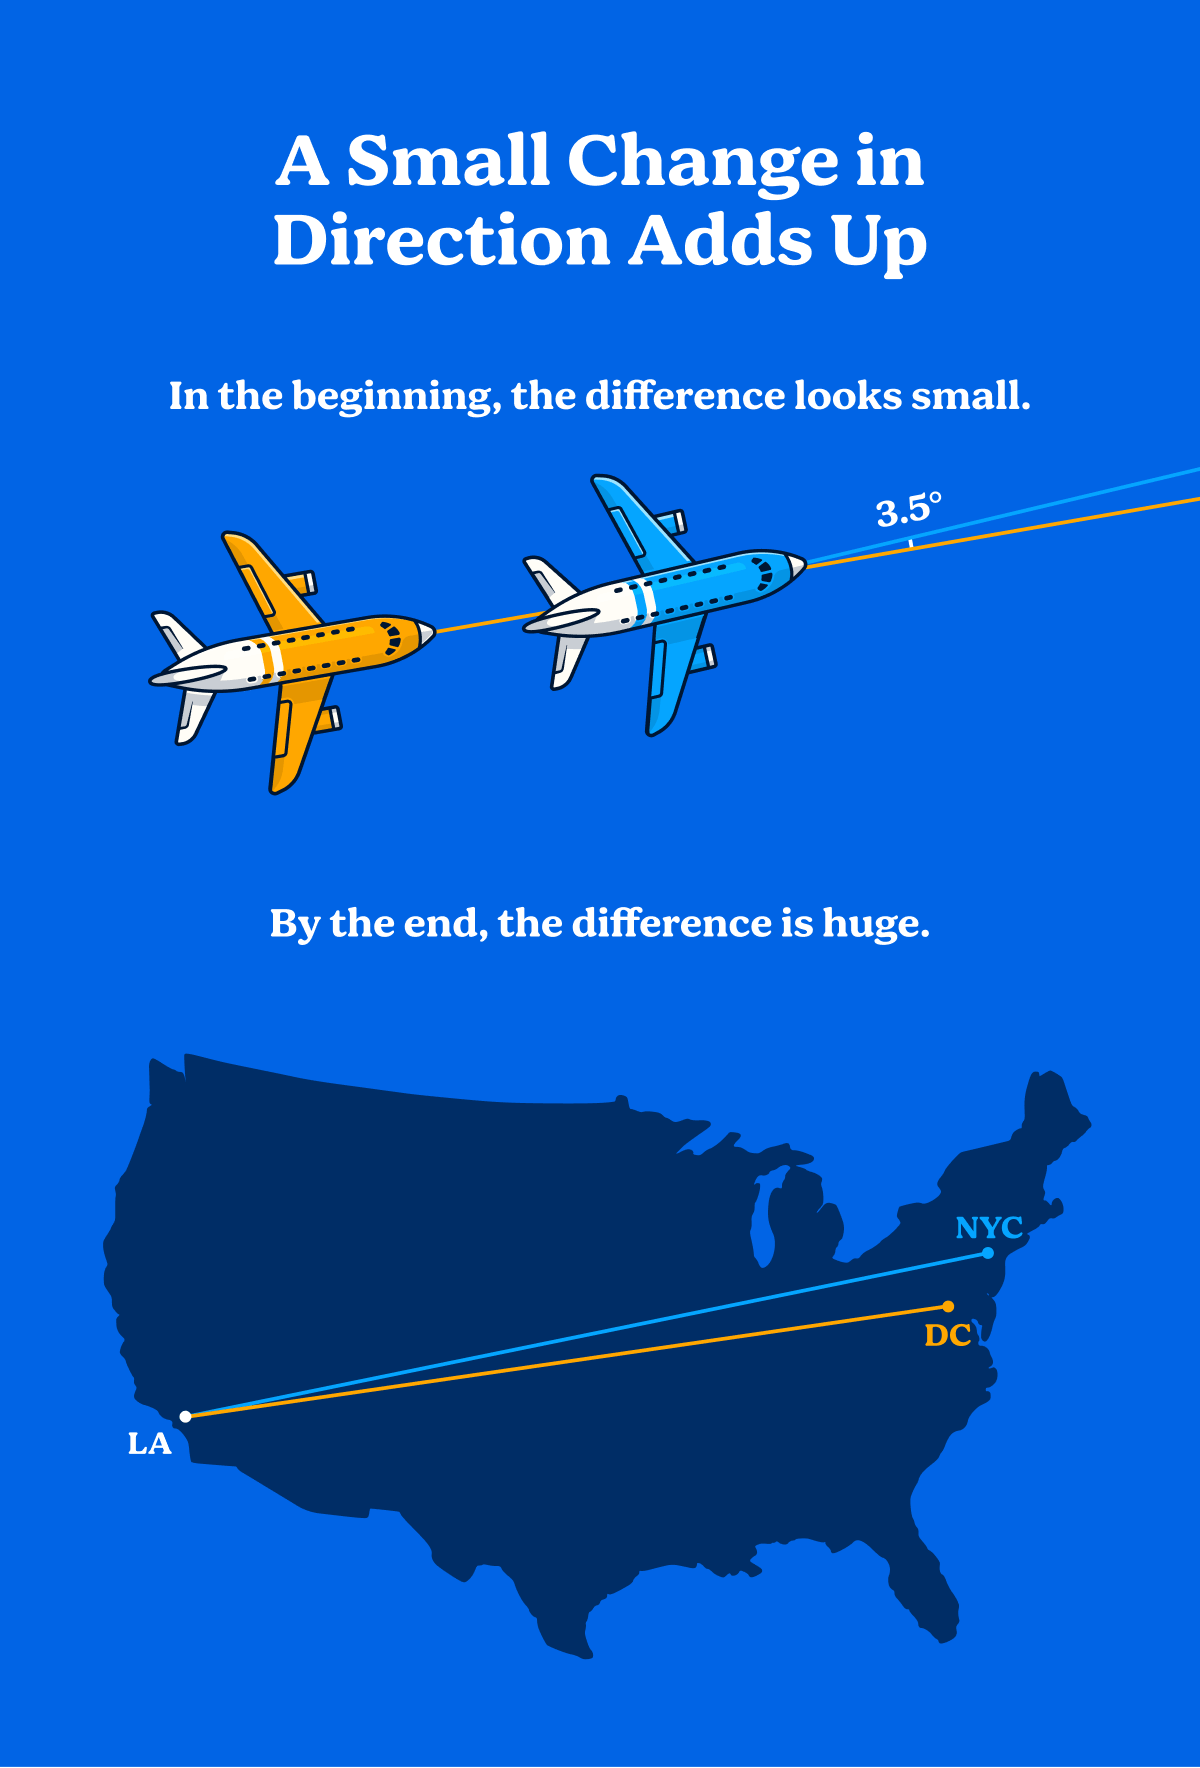 A Small Change in
Direction Adds Up
In the beginning, the difference looks small.
3.5°
By the end, the difference is huge.
NYC
DC
LA